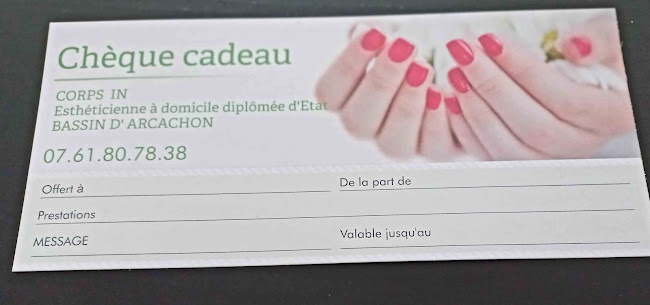 Chèque cadeau
CORPS IN
Esthéticienne à domicile diplômée d'Etat
BASSIN D' ARCACHON
07.61.80.78.38
Offert à
De la part de
Prestations
MESSAGE
Valable jusqu'au